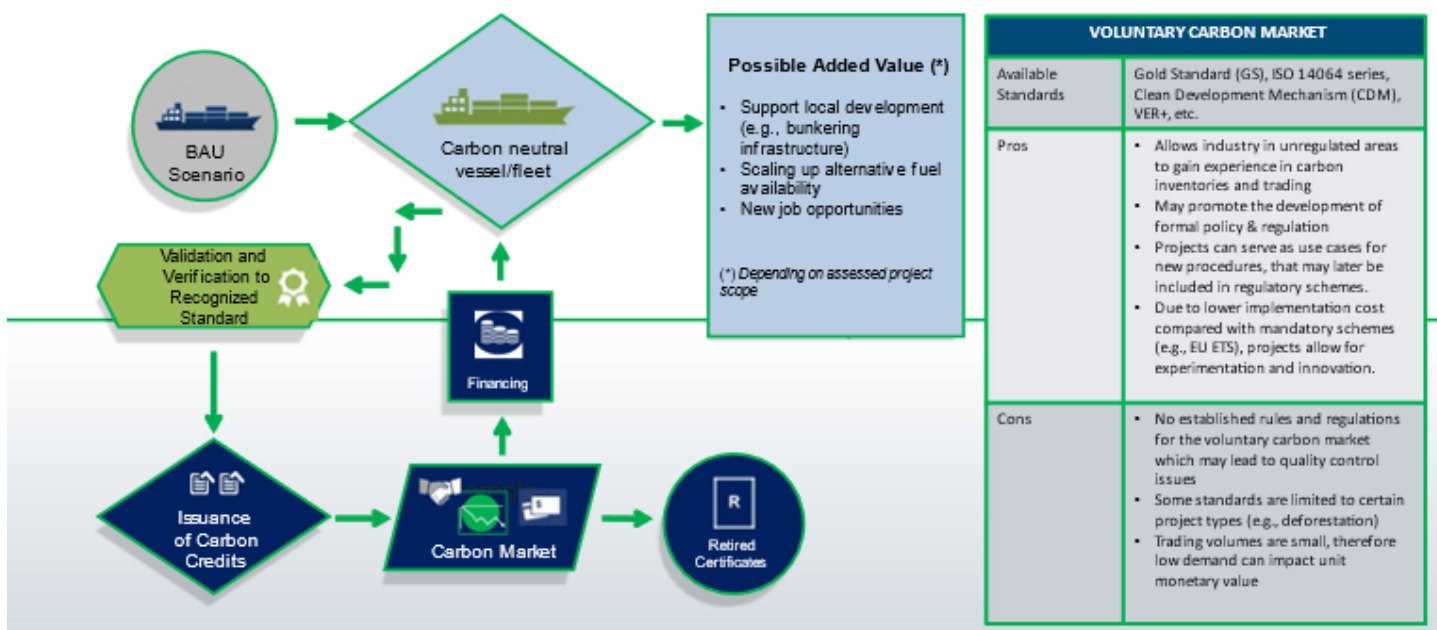 BAU
Scenario
Carbon neutral
vessel/fleet
Possible Added Value (*)
• Support local development
(e.g., bunkering
infrastructure)
• Scaling up alternative fuel
availability
• New job opportunities
(*) Depending on assessed project
scope
Validation and
Verification to
Recognized
Standard
Financing
Issuance
of Carbon
Credits
Carbon Market
R
Retired
Certificates
VOLUNTARY CARBON MARKET
Available
Standards
Gold Standard (GS), ISO 14064 series,
Clean Development Mechanism (CDM),
VER+, etc.
Pros
• Allows industry in unregulated areas
to gain experience in carbon
inventories and trading
• May promote the development of
formal policy & regulation
• Projects can serve as use cases for
new procedures, that may later be
included in regulatory schemes.
• Due to lower implementation cost
compared with mandatory schemes
(e.g., EU ETS), projects allow for
experimentation and innovation.
Cons
• No established rules and regulations
for the voluntary carbon market
which may lead to quality control
issues
• Some standards are limited to certain
project types (e.g., deforestation)
• Trading volumes are small, therefore
low demand can impact unit
monetary value